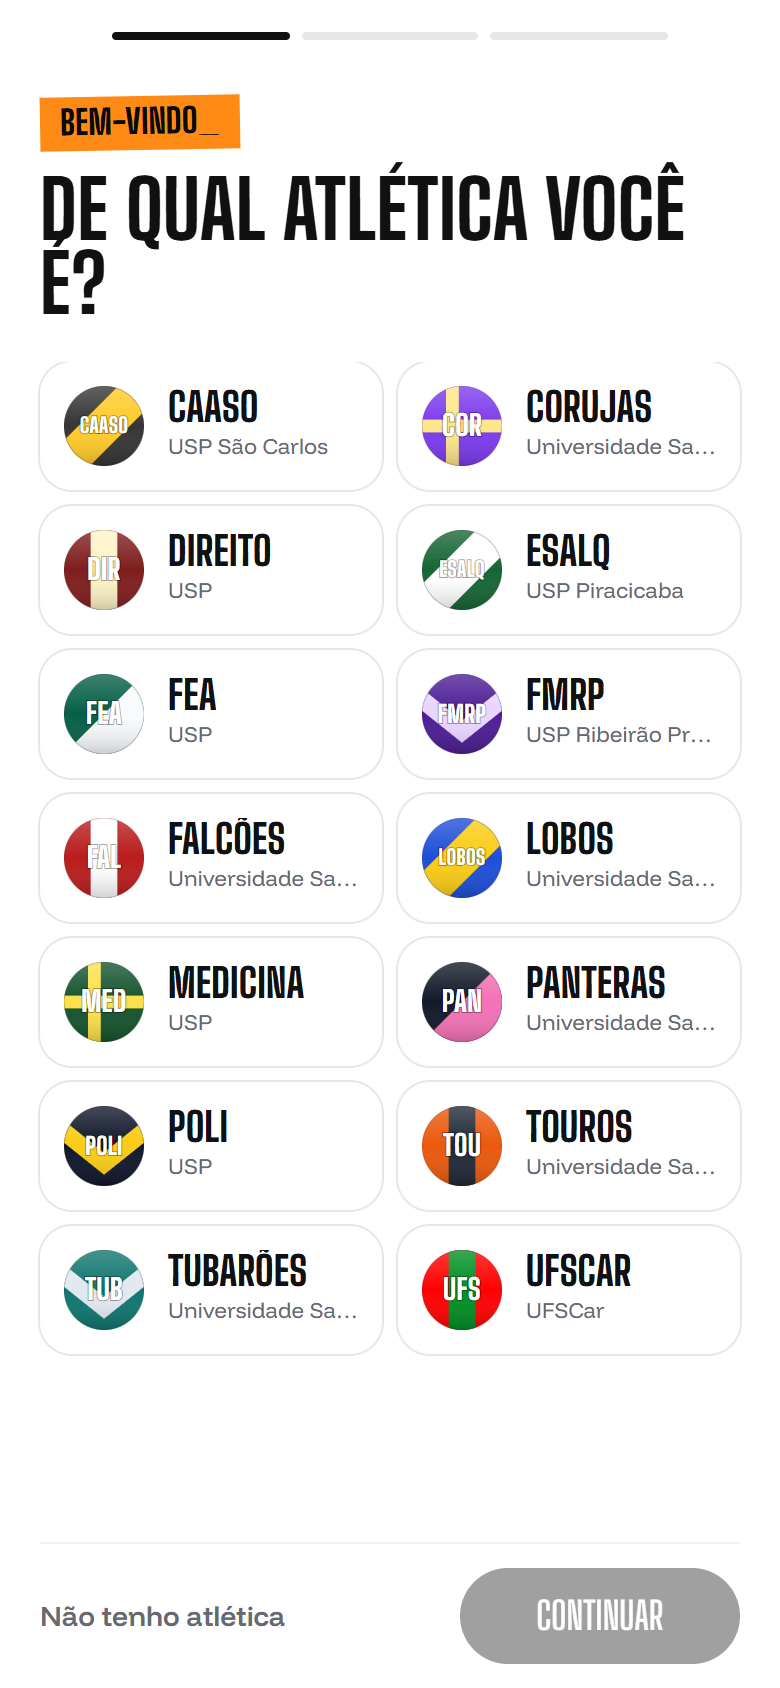 BEM-VINDO_
DE QUAL ATLÉTICA VOCÊ
É?
CAASO
CAASO
USP São Carlos
COR
CORUJAS
Universidade Sa...
DIR
DIREITO
USP
ESALQ
ESALQ
USP Piracicaba
FEA
FEA
USP
FMRP
FMRP
USP Ribeirão Pr...
FAL
FALCÕES
Universidade Sa...
LOBOS
LOBOS
Universidade Sa...
MED
MEDICINA
USP
PAN
PANTERAS
Universidade Sa...
POLI
POLI
USP
TOU
TOUROS
Universidade Sa...
TUB
TUBARÕES
Universidade Sa...
UFS
UFSCAR
UFSCar
Não tenho atlética
CONTINUAR